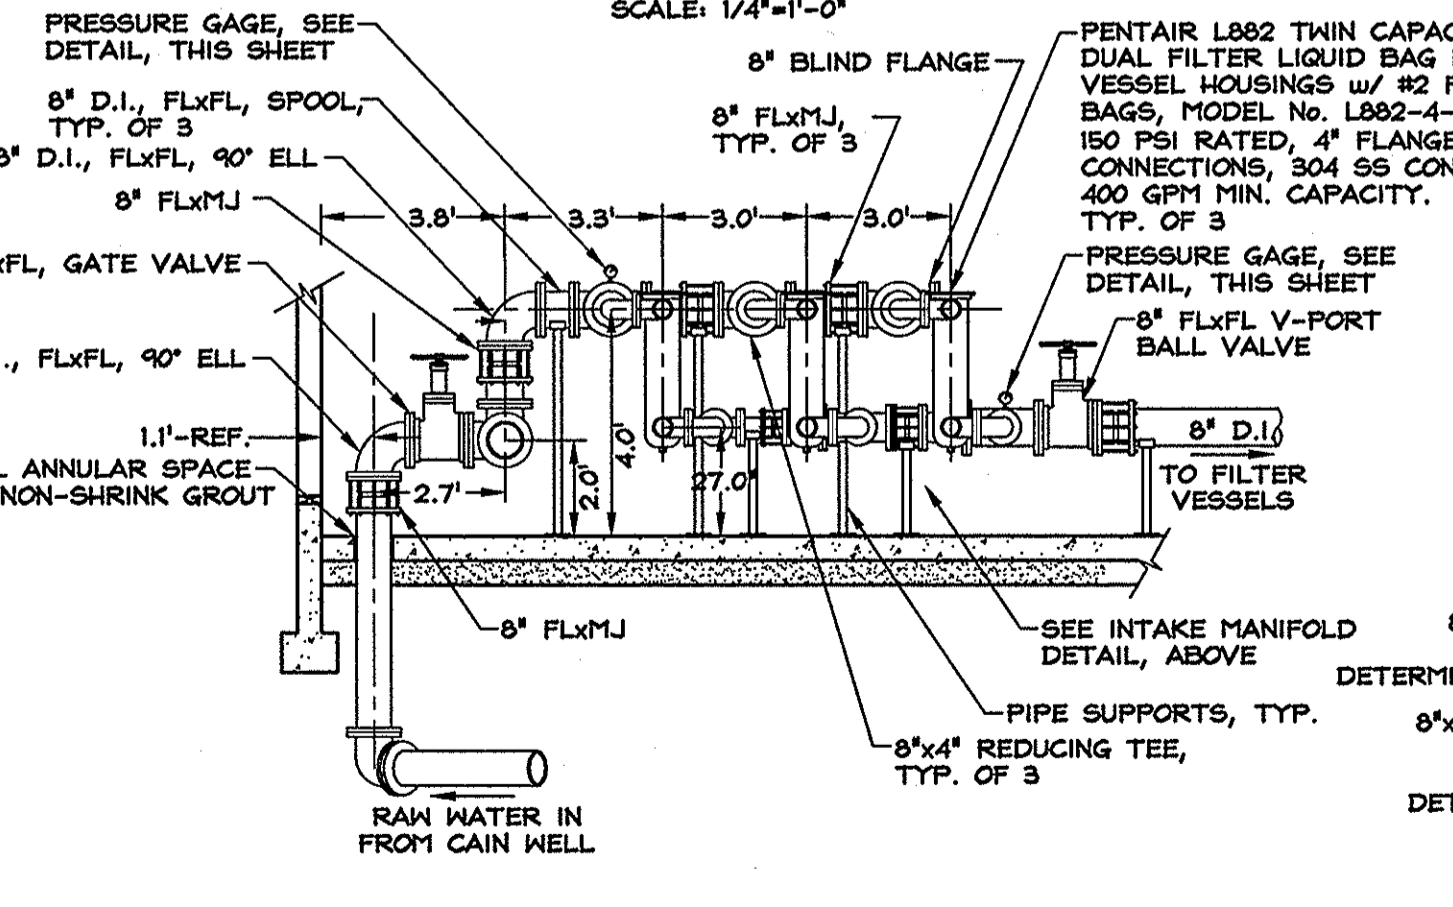 SCALE: 1/4"=1'-0"
PRESSURE GAGE, SEE
DETAIL, THIS SHEET
8" D.I., FLxFL, SPOOL,
TYP. OF 3
8" D.I., FLxFL, 90° ELL
8" FLxMJ
xFL, GATE VALVE
., FLxFL, 90° ELL
1.1'-REF.
ANNULAR SPACE
NON-SHRINK GROUT
8" BLIND FLANGE
8" FLxMJ,
TYP. OF 3
PENTAIR L882 TWIN
DUAL FILTER LIQUID BAG
VESSEL HOUSINGS w/ #2
BAGS, MODEL No. L882-4-
150 PSI RATED, 4" FLANGE
CONNECTIONS, 304 SS
400 GPM MIN. CAPACITY.
TYP. OF 3
PRESSURE GAGE, SEE
DETAIL, THIS SHEET
8" FLxFL V-PORT
BALL VALVE
3.8'
3.3'
3.0'
3.0'
2.7'
2.0'
4.0'
27.0"
8" D.I.
TO FILTER
VESSELS
8" FLxMJ
SEE INTAKE MANIFOLD
DETAIL, ABOVE
PIPE SUPPORTS, TYP.
8"x4" REDUCING TEE,
TYP. OF 3
RAW WATER IN
FROM CAIN WELL
8"x